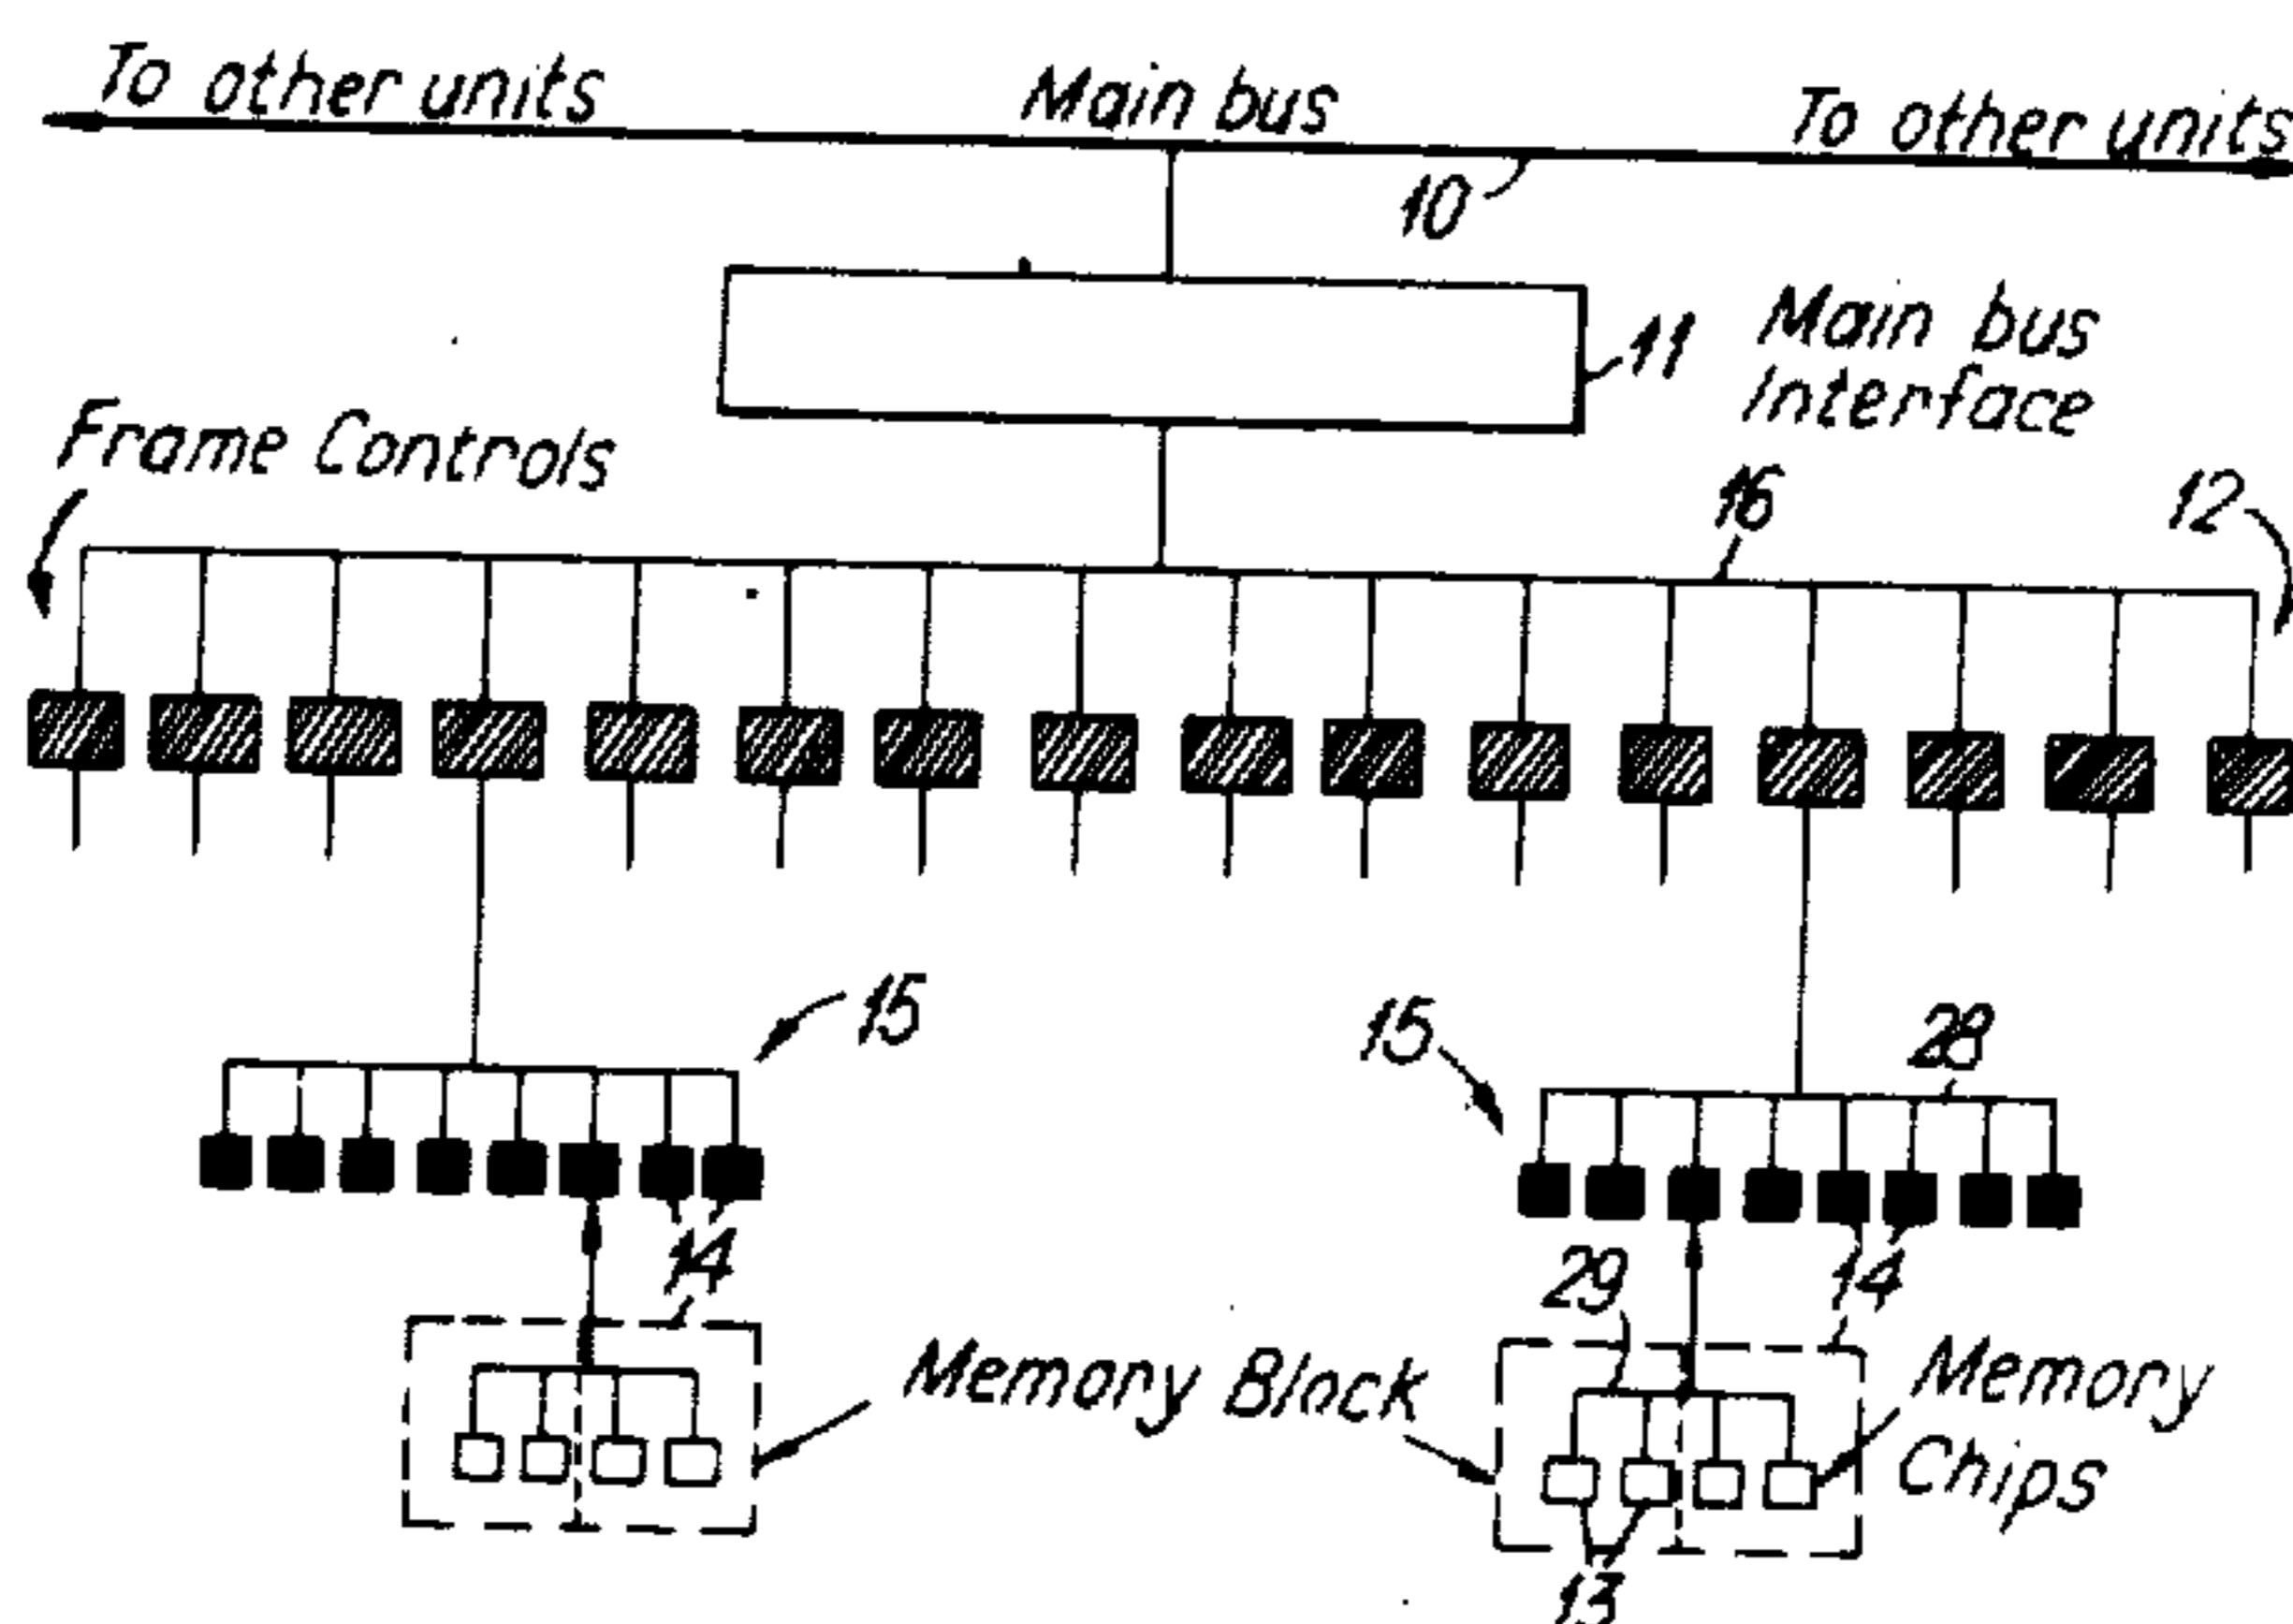 To other units
Main bus
To other units
10
11
Main bus
Interface
Frame Controls
16
12
15
15
28
14
14
29
Memory Block
Memory
Chips
13